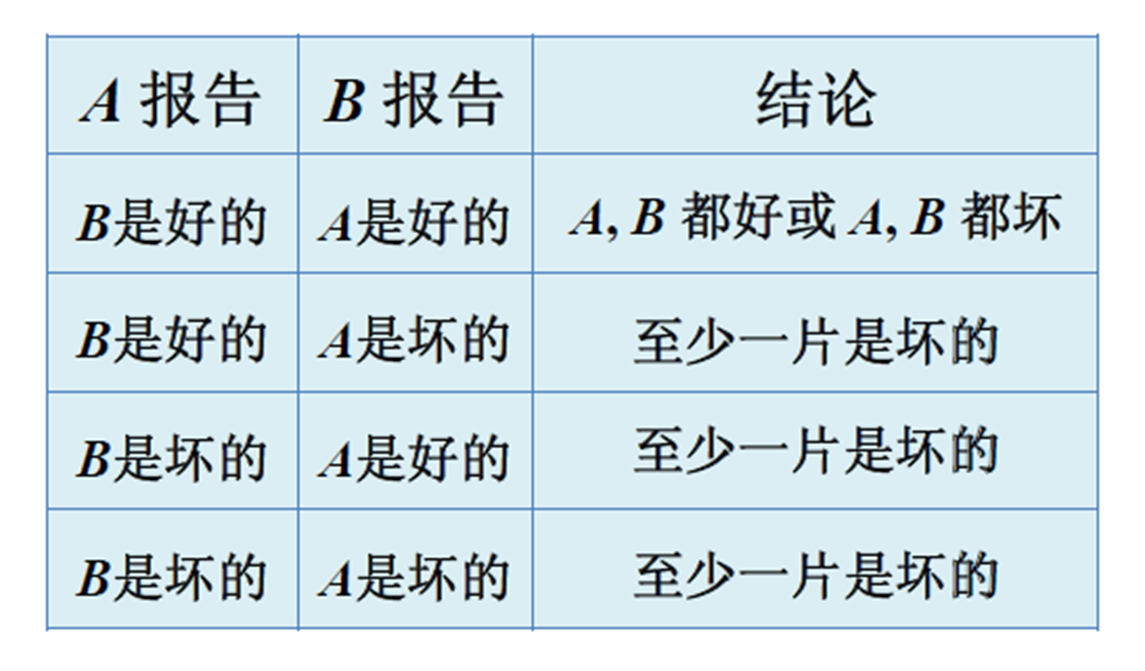 A 报告 B 报告 结论
B是好的 A是好的 A, B 都好或 A, B 都坏
B是好的 A是坏的 至少一片是坏的
B是坏的 A是好的 至少一片是坏的
B是坏的 A是坏的 至少一片是坏的